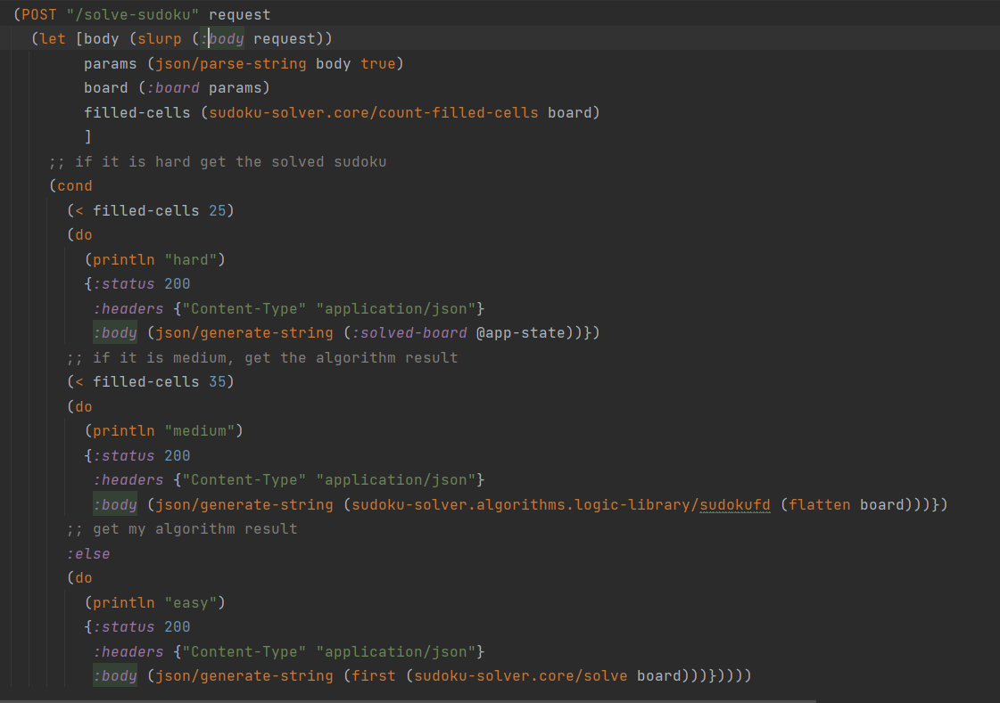 (POST "/solve-sudoku" request
  (let [body (slurp (:body request))
        params (json/parse-string body true)
        board (:board params)
        filled-cells (sudoku-solver.core/count-filled-cells board)
        ]
    ;; if it is hard get the solved sudoku
    (cond
      (< filled-cells 25)
      (do
        (println "hard")
        {:status 200
         :headers {"Content-Type" "application/json"}
         :body (json/generate-string (:solved-board @app-state))})
      ;; if it is medium, get the algorithm result
      (< filled-cells 35)
      (do
        (println "medium")
        {:status 200
         :headers {"Content-Type" "application/json"}
         :body (json/generate-string (sudoku-solver.algorithms.logic-library/sudokufd (flatten board)))})
      ;; get my algorithm result
      :else
      (do
        (println "easy")
        {:status 200
         :headers {"Content-Type" "application/json"}
         :body (json/generate-string (first (sudoku-solver.core/solve board)))}))))